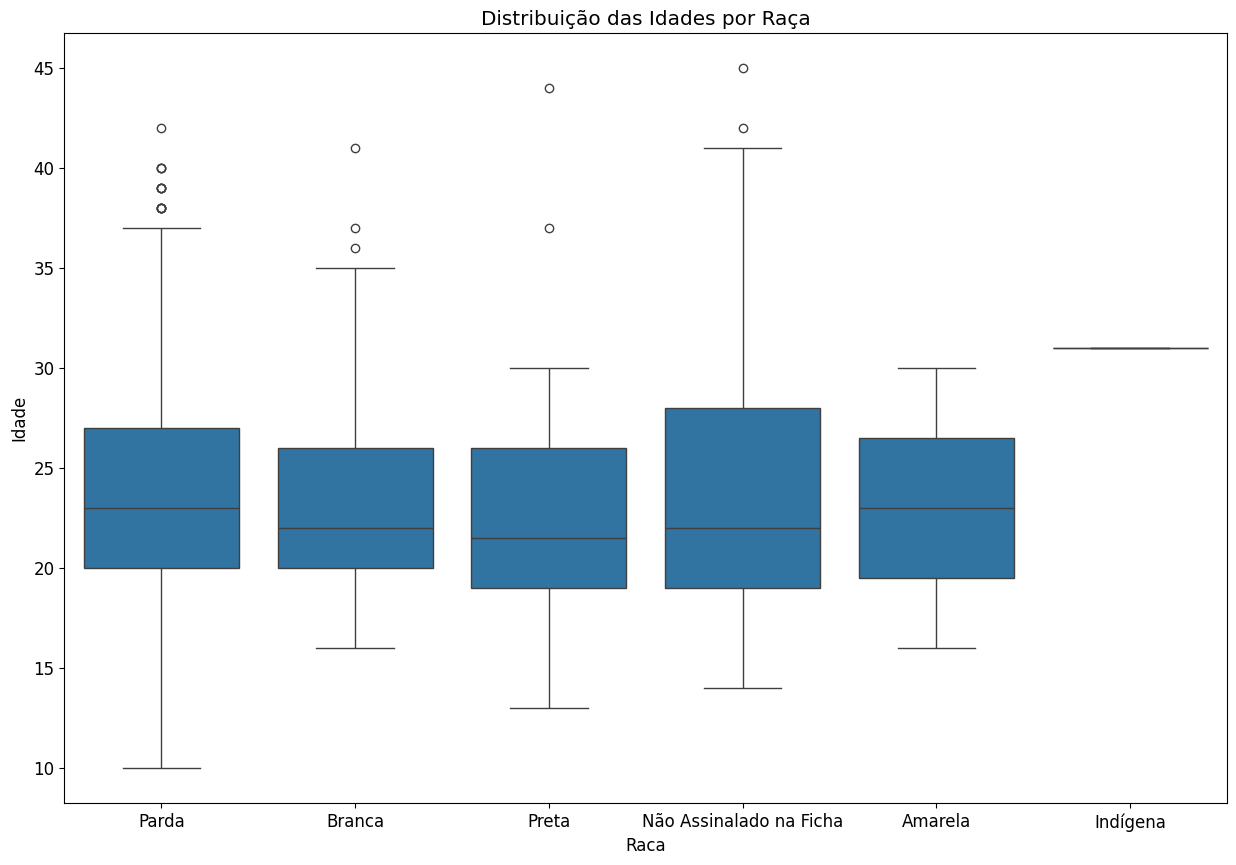 Distribuição das Idades por Raça
45
40
35
30
25
20
15
10
Idade
Parda
Branca
Preta
Não Assinalado na Ficha
Amarela
Indígena
Raca